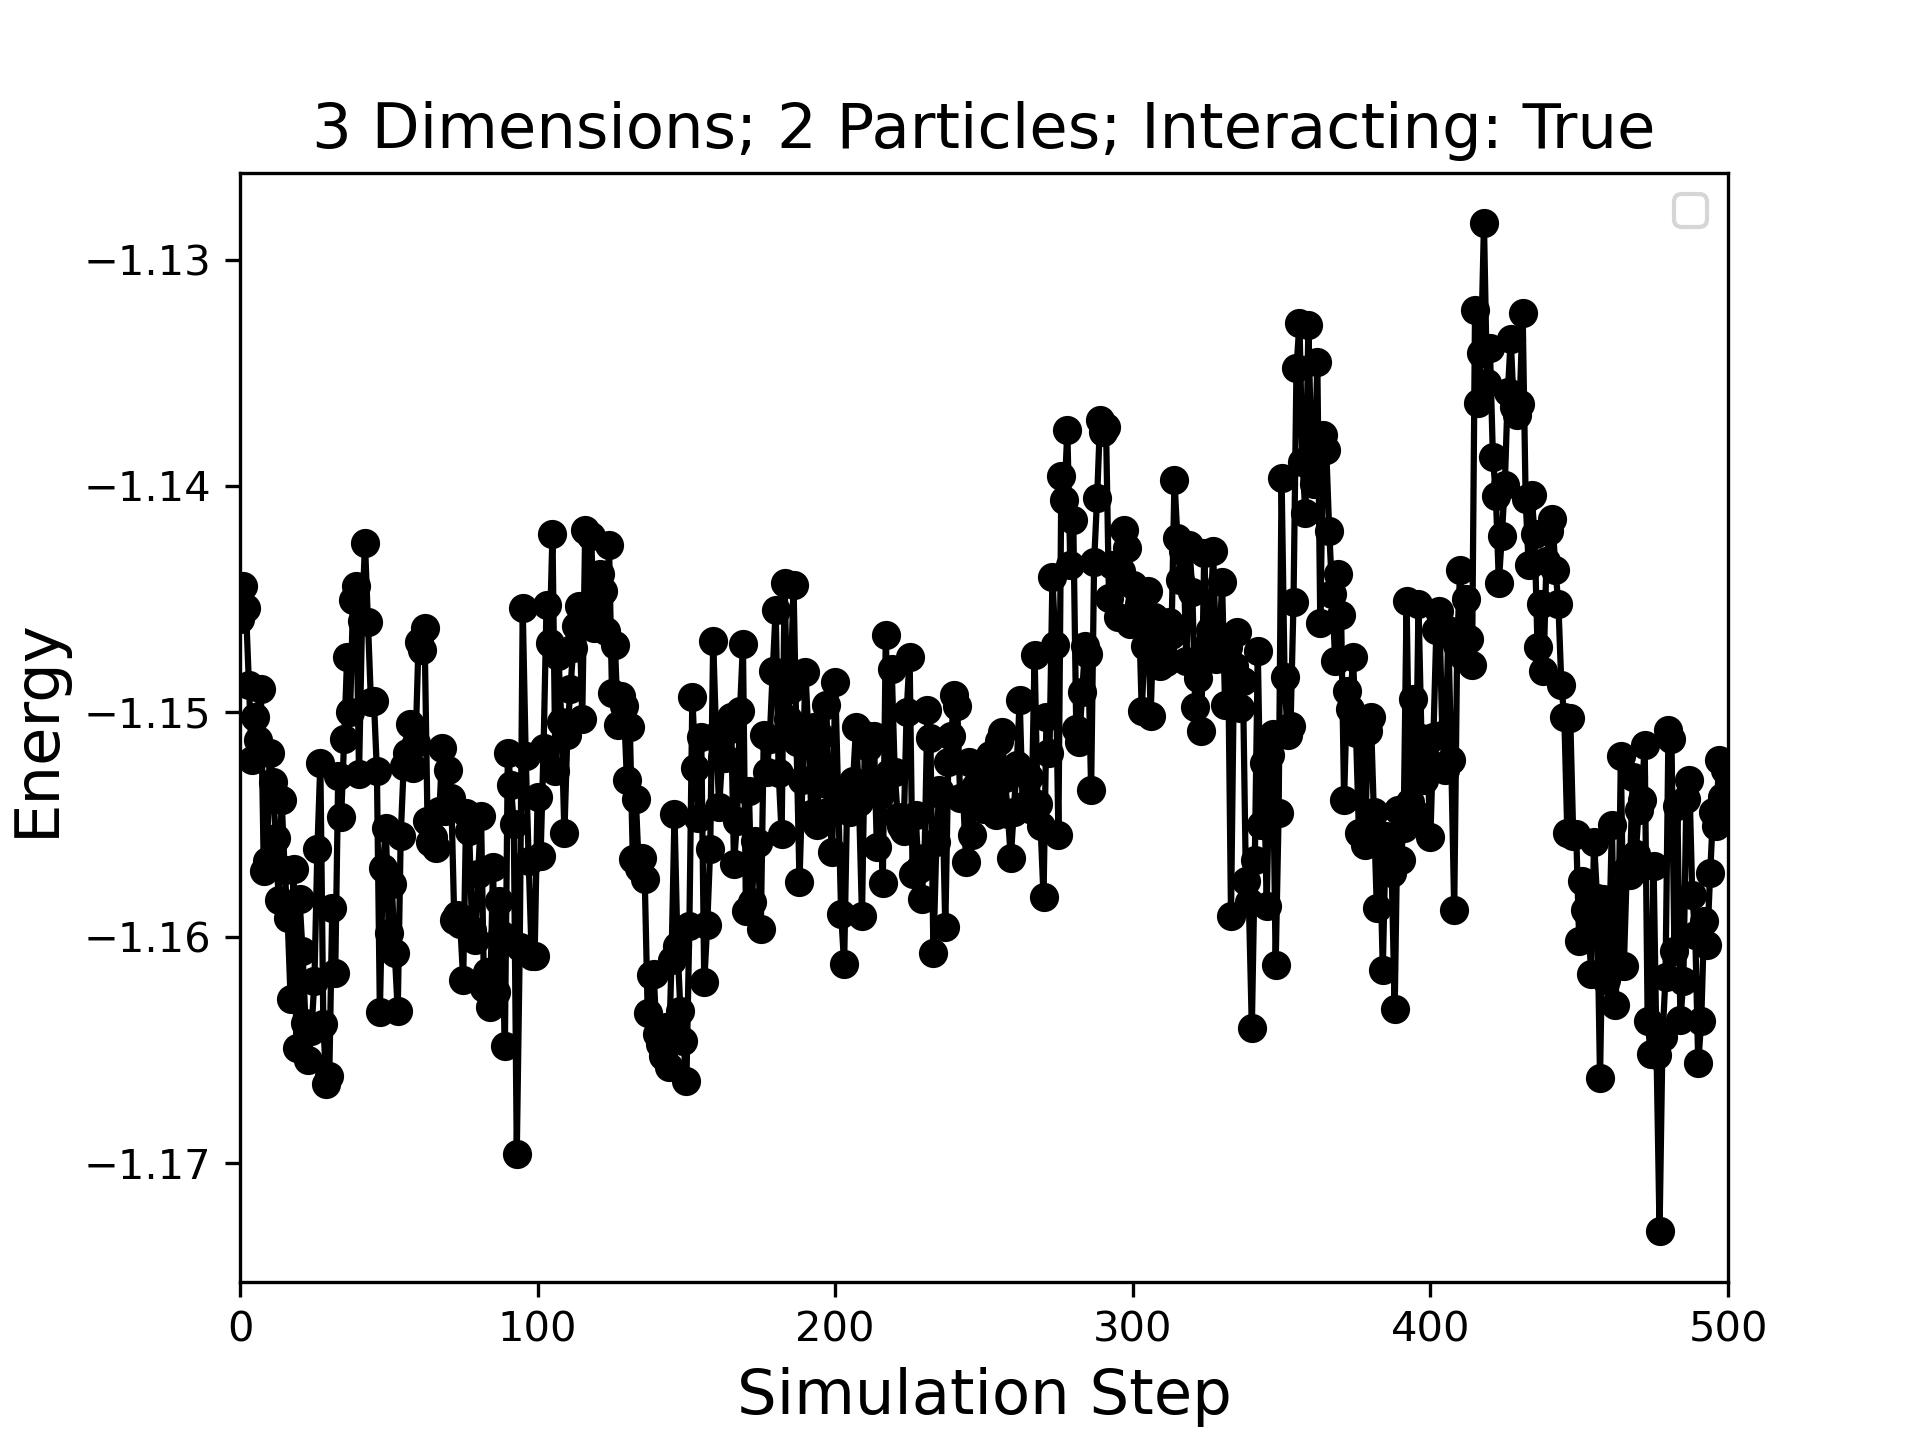 3 Dimensions; 2 Particles; Interacting: True
Energy
−1.13
−1.14
−1.15
−1.16
−1.17
0 100 200 300 400 500
Simulation Step